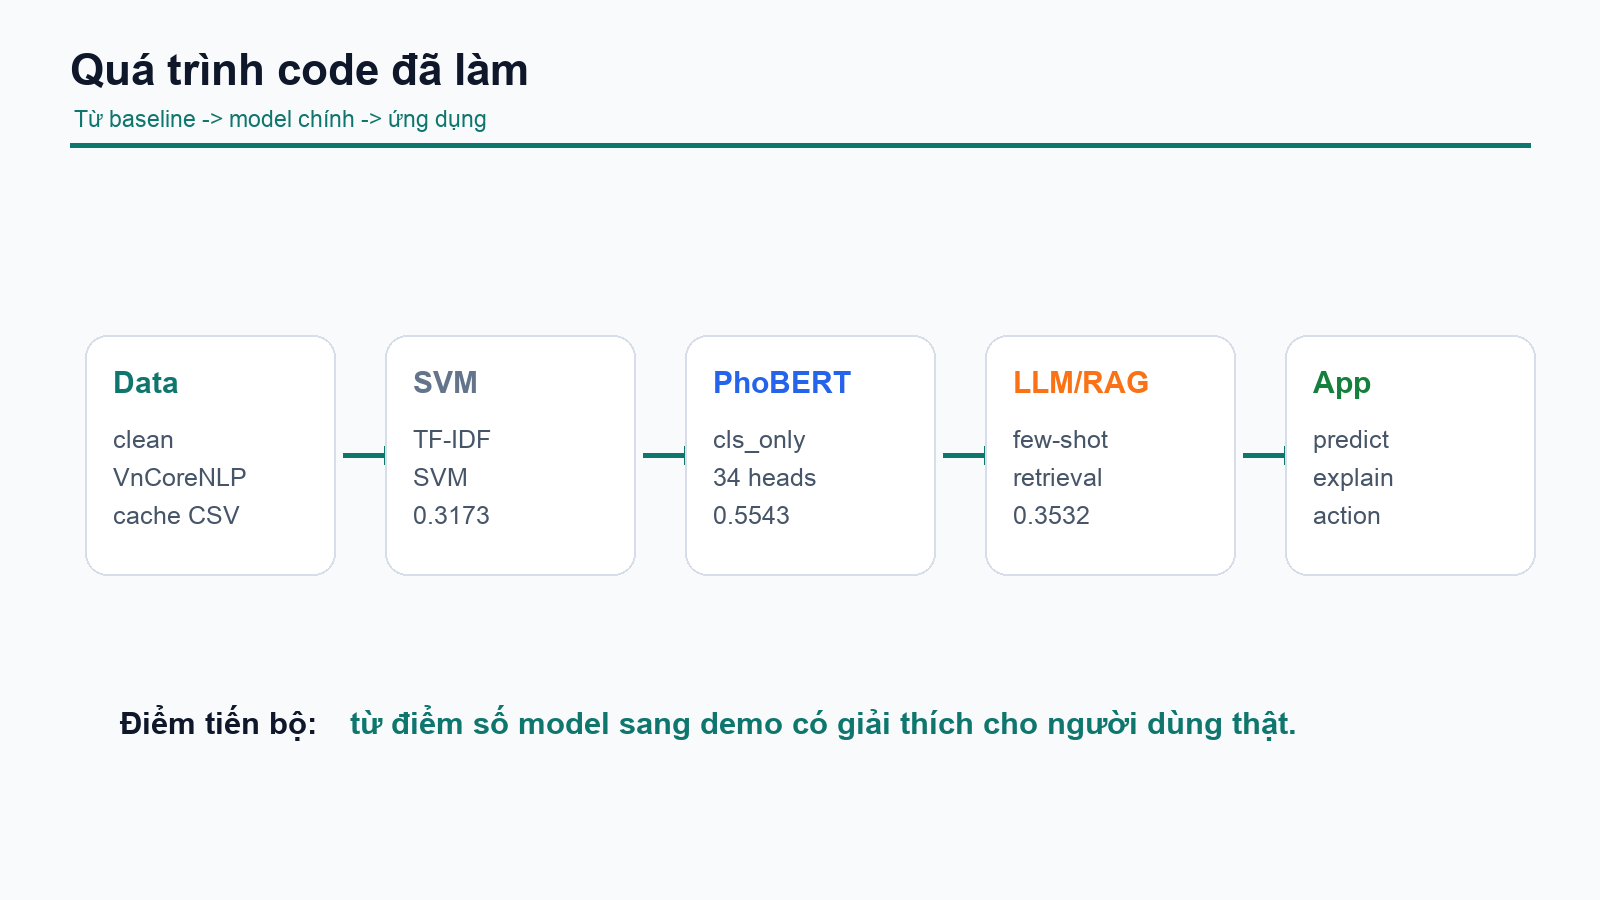 Quá trình code đã làm
Từ baseline -> model chính -> ứng dụng
Data
clean
VnCoreNLP
cache CSV
SVM
TF-IDF
SVM
0.3173
PhoBERT
cls_only
34 heads
0.5543
LLM/RAG
few-shot
retrieval
0.3532
App
predict
explain
action
Điểm tiến bộ: từ điểm số model sang demo có giải thích cho người dùng thật.